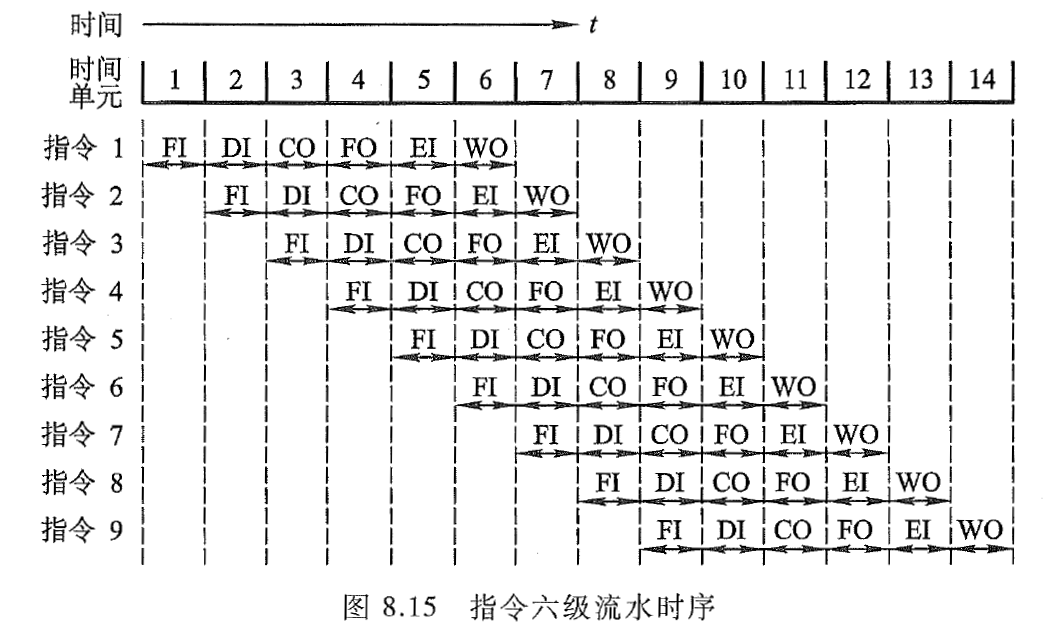 时间 t
时间单元 1 2 3 4 5 6 7 8 9 10 11 12 13 14
指令 1 FI DI CO FO EI WO
指令 2 FI DI CO FO EI WO
指令 3 FI DI CO FO EI WO
指令 4 FI DI CO FO EI WO
指令 5 FI DI CO FO EI WO
指令 6 FI DI CO FO EI WO
指令 7 FI DI CO FO EI WO
指令 8 FI DI CO FO EI WO
指令 9 FI DI CO FO EI WO
图 8.15 指令六级流水时序